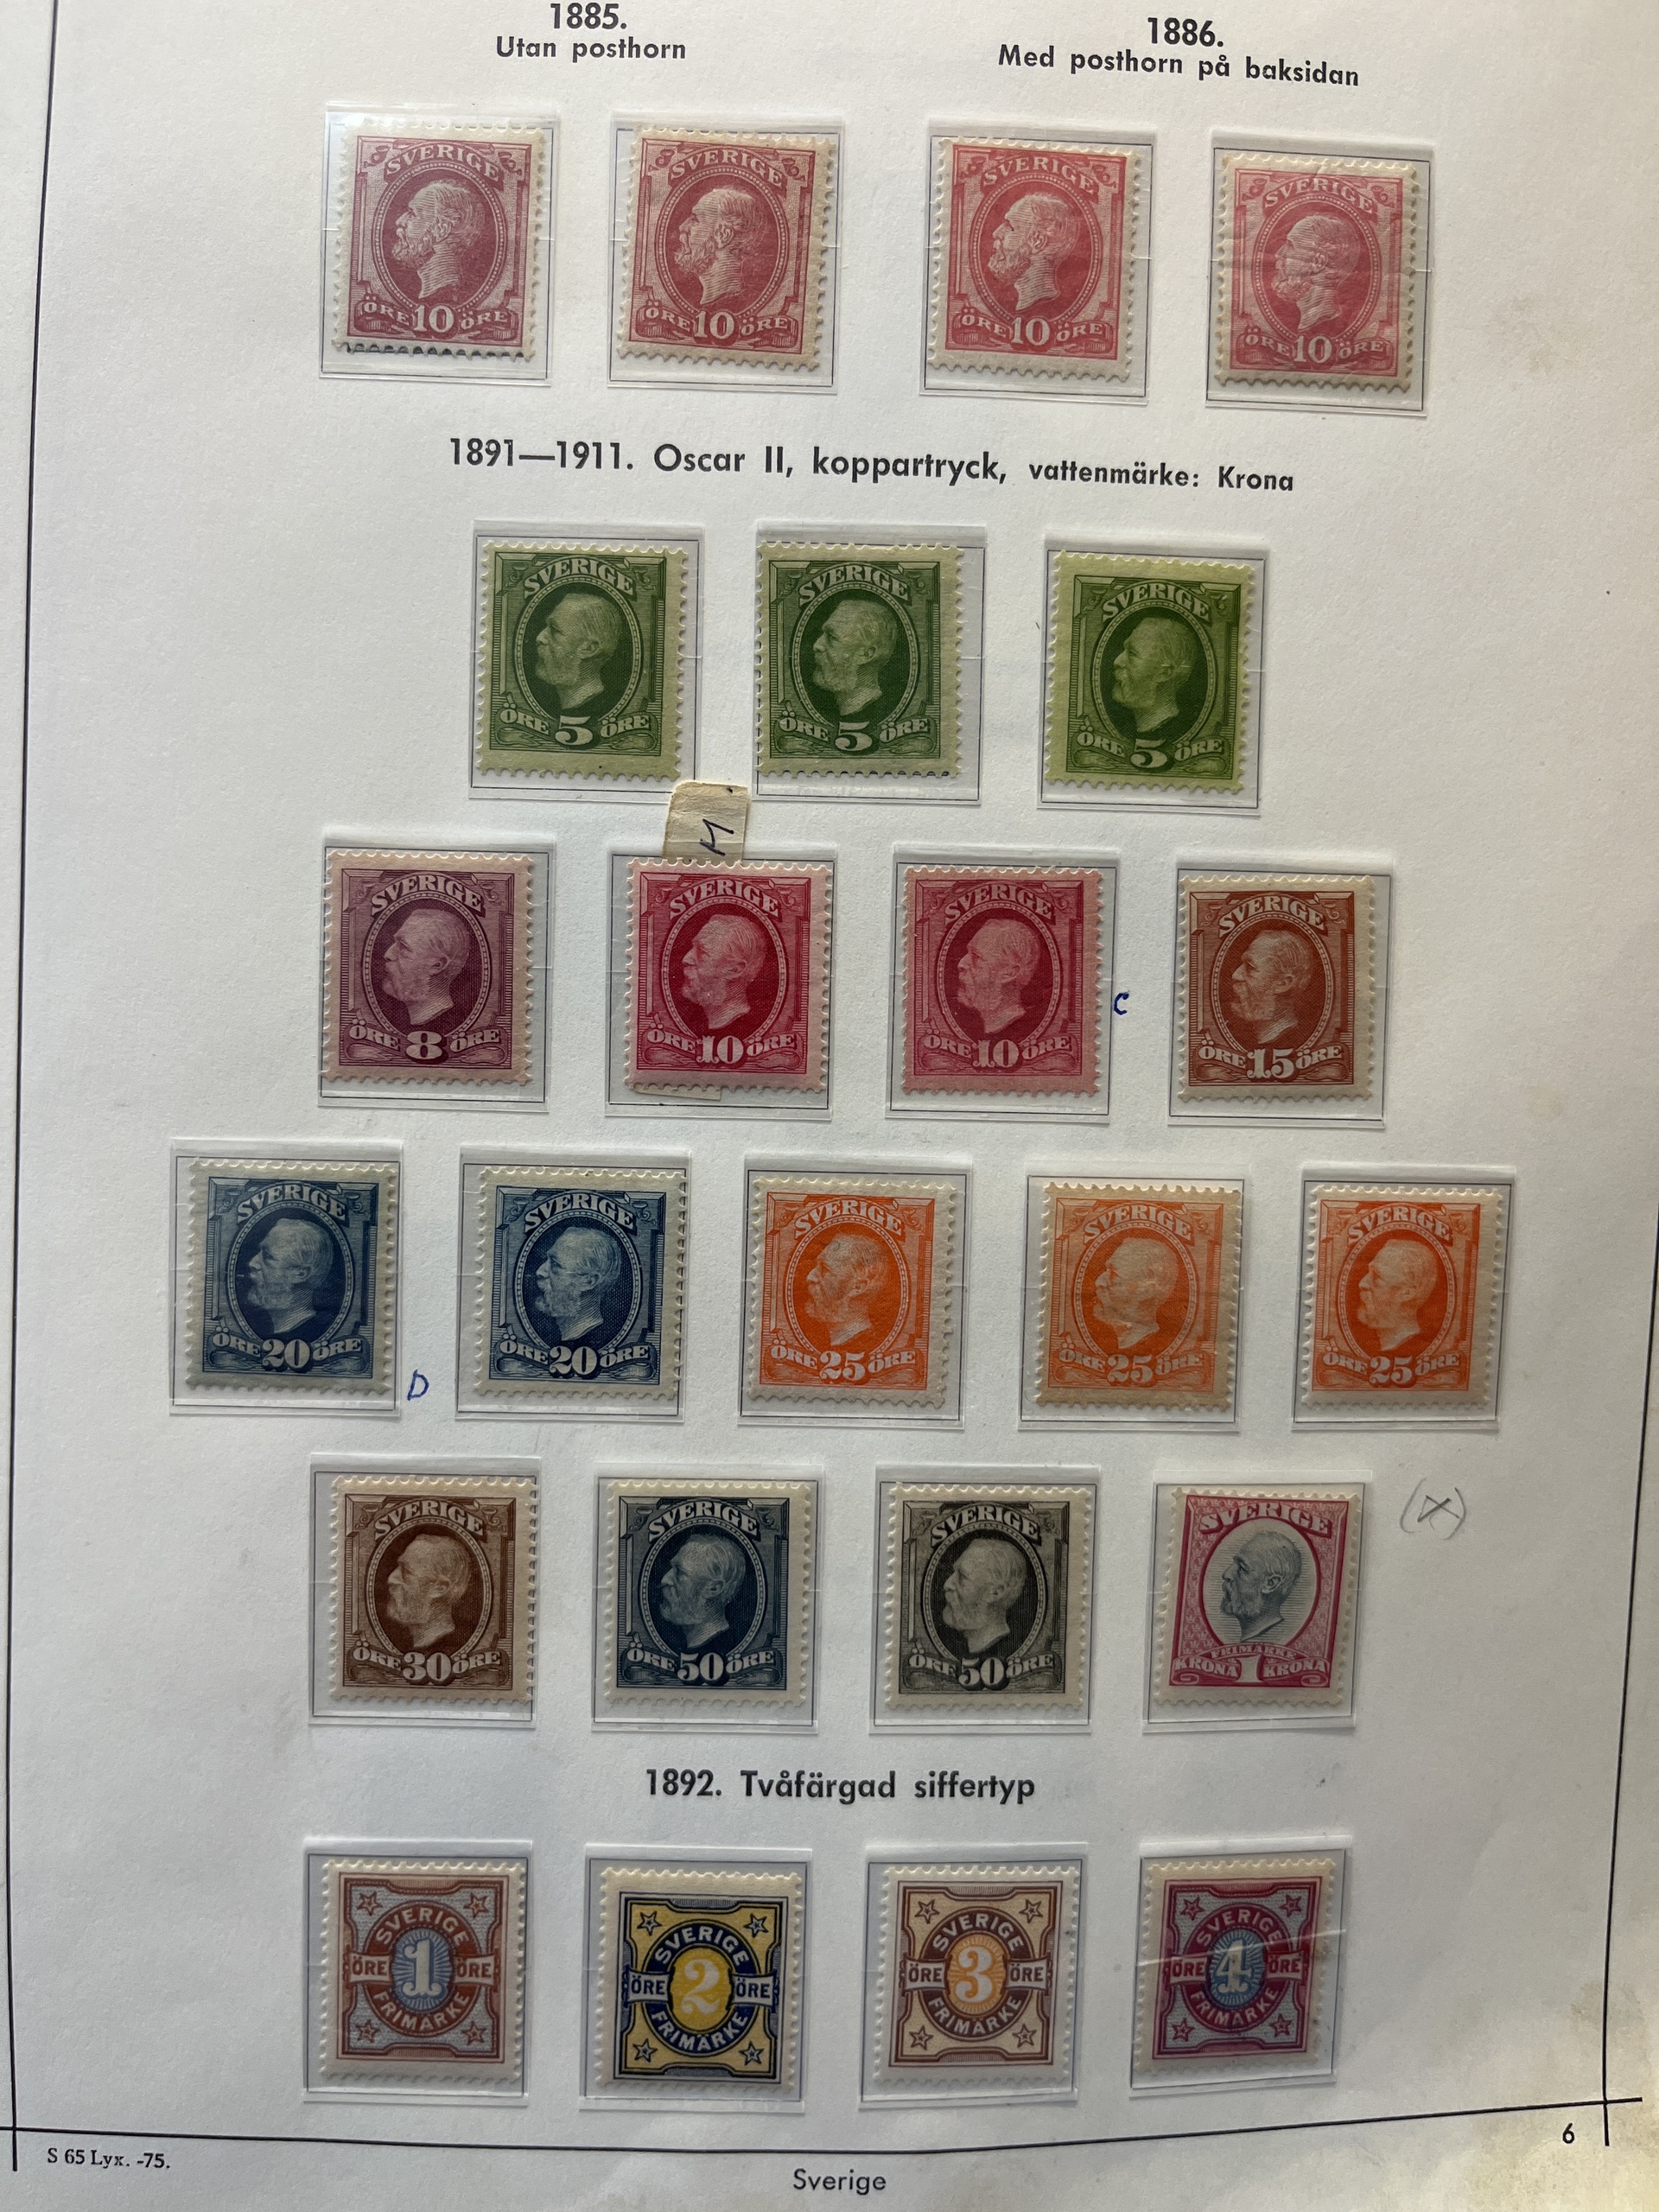 1885.
Utan posthorn
1886.
Med posthorn på baksidan
SVERIGE
ÖRE 10 ÖRE
SVERIGE
ÖRE 10 ÖRE
SVERIGE
ÖRE 10 ÖRE
SVERIGE
ÖRE 10 ÖRE
1891—1911. Oscar II, koppartryck, vattenmärke: Krona
SVERIGE
ÖRE 5 ÖRE
SVERIGE
ÖRE 5 ÖRE
SVERIGE
ÖRE 5 ÖRE
SVERIGE
ÖRE 8 ÖRE
SVERIGE
ÖRE 10 ÖRE
SVERIGE
ÖRE 10 ÖRE
C
SVERIGE
ÖRE 15 ÖRE
SVERIGE
ÖRE 20 ÖRE
D
SVERIGE
ÖRE 20 ÖRE
SVERIGE
ÖRE 25 ÖRE
SVERIGE
ÖRE 25 ÖRE
SVERIGE
ÖRE 25 ÖRE
SVERIGE
ÖRE 30 ÖRE
SVERIGE
ÖRE 50 ÖRE
SVERIGE
ÖRE 50 ÖRE
SVERIGE
FRIMÄRKE
KRONA 1 KRONA
(x)
1892. Tvåfärgad siffertyp
SVERIGE
ÖRE 1 ÖRE
FRIMÄRKE
SVERIGE
ÖRE 2 ÖRE
FRIMÄRKE
SVERIGE
ÖRE 3 ÖRE
FRIMÄRKE
SVERIGE
ÖRE 4 ÖRE
FRIMÄRKE
S 65 Lyx. -75.
Sverige
6